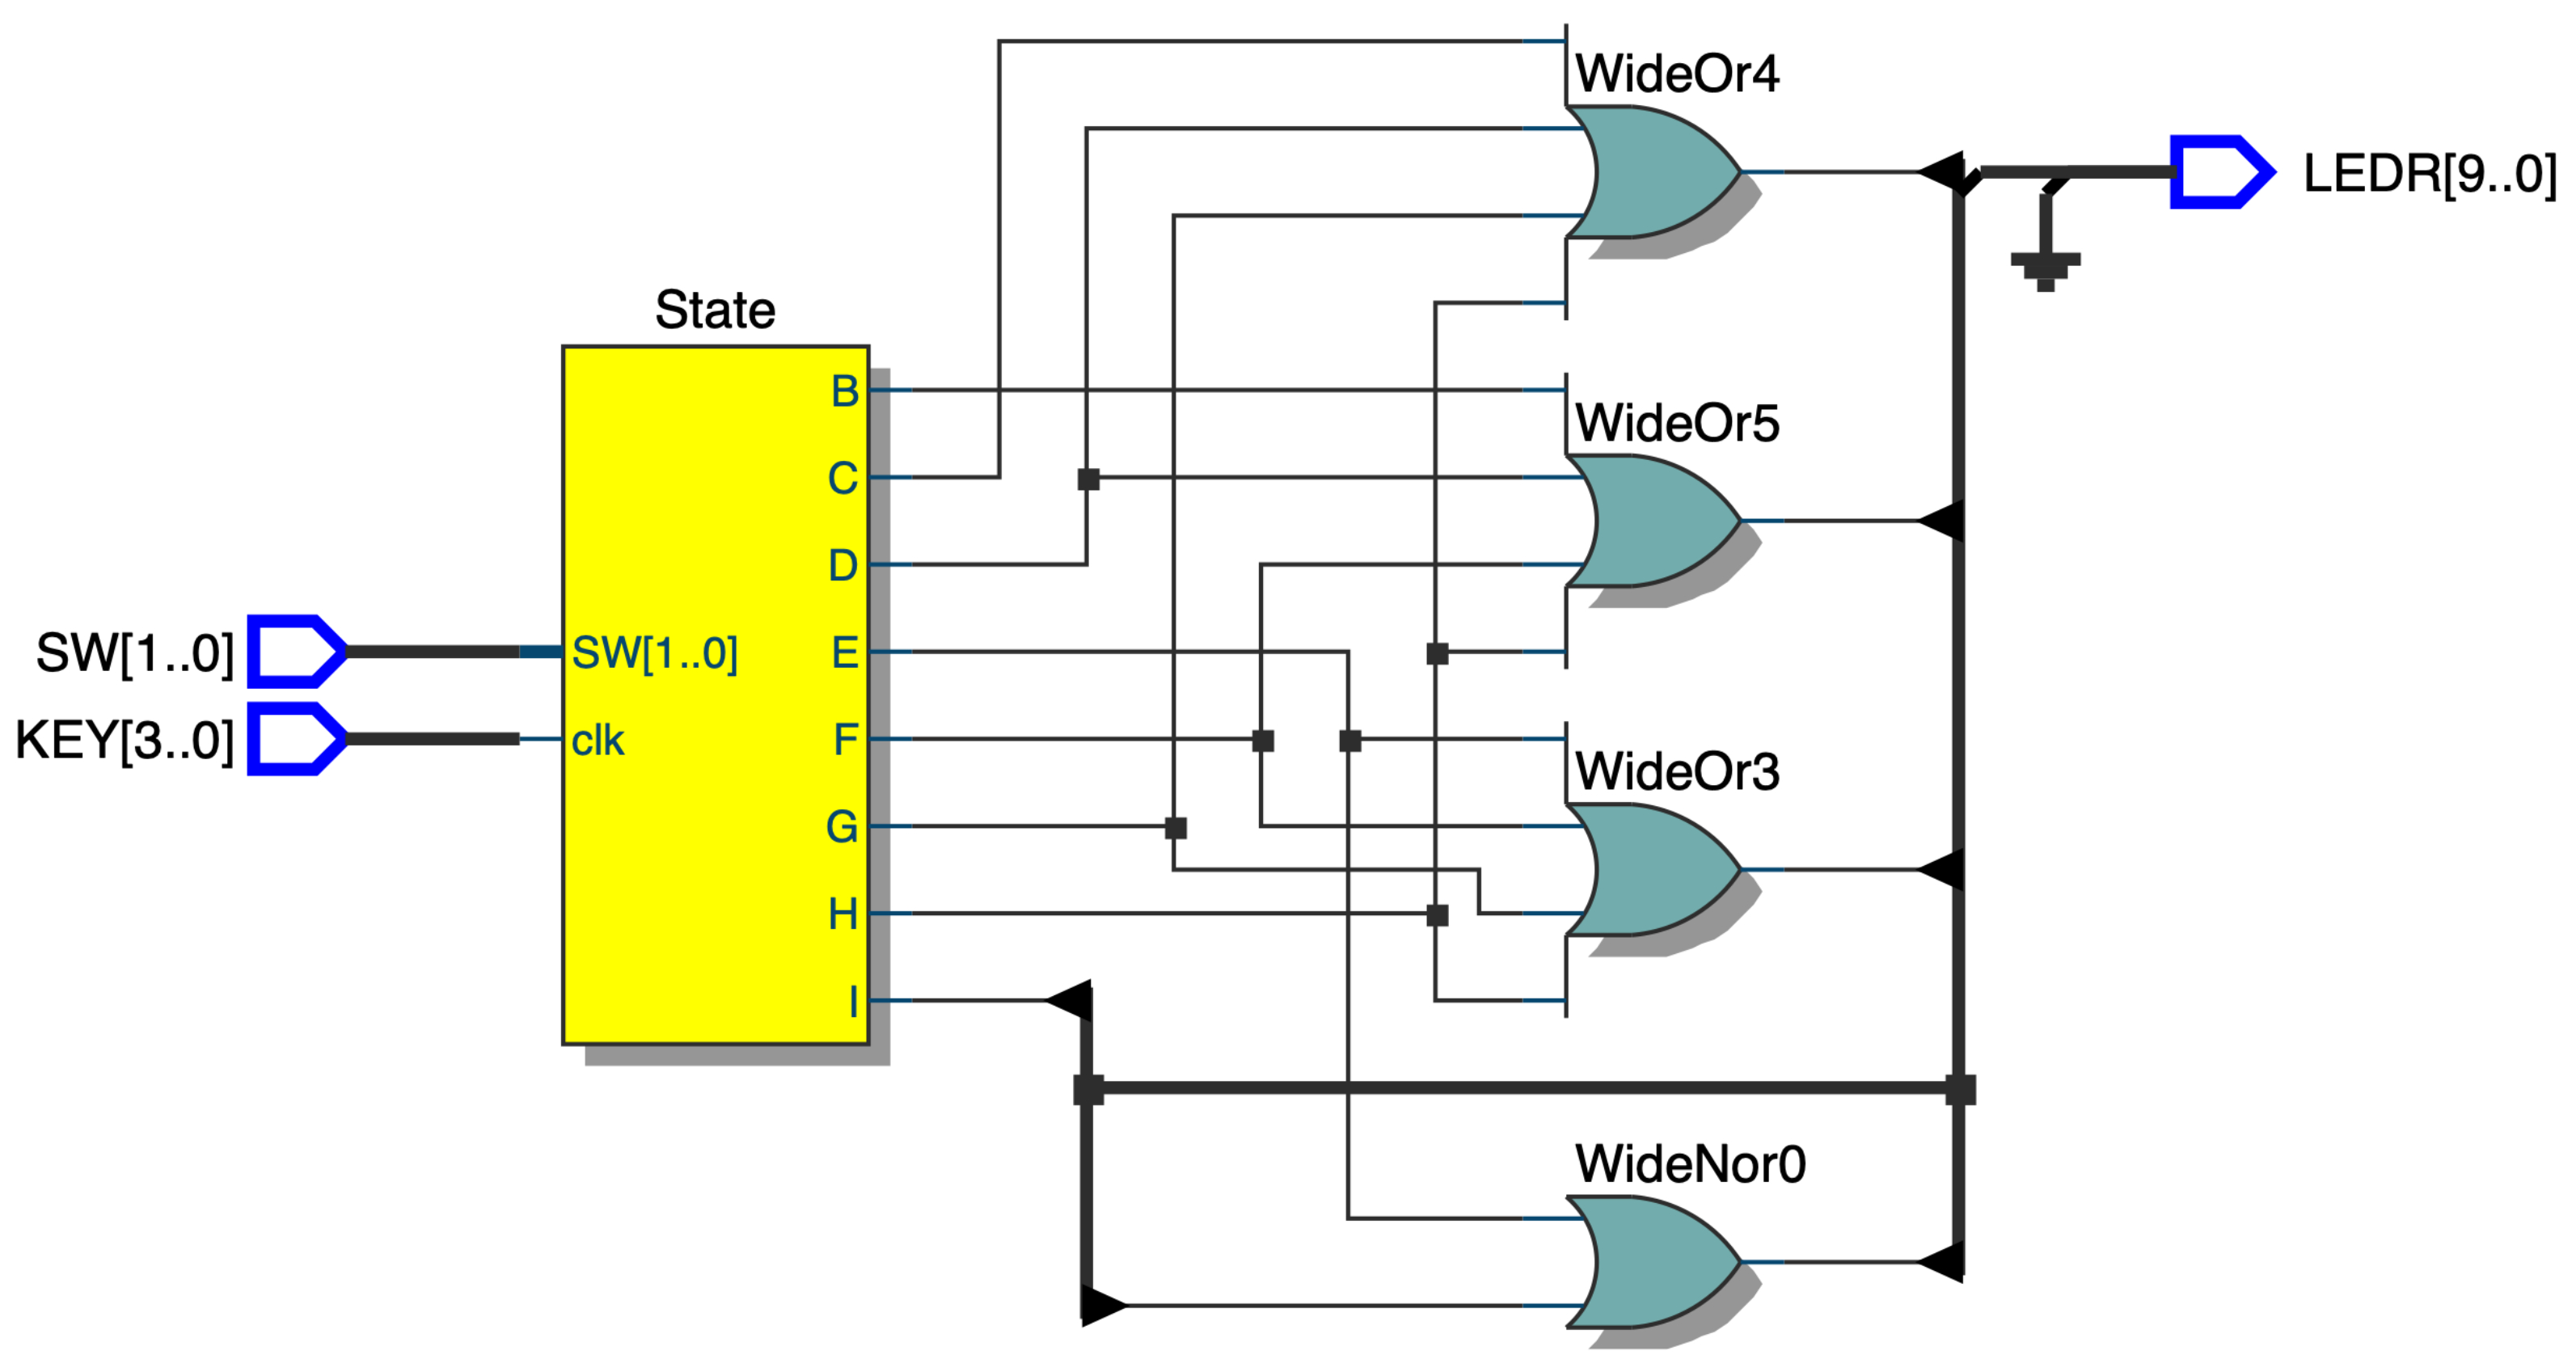 WideOr4
LEDR[9..0]
State
B
WideOr5
C
D
SW[1..0]
SW[1..0]
E
KEY[3..0]
clk
F
WideOr3
G
H
I
WideNor0